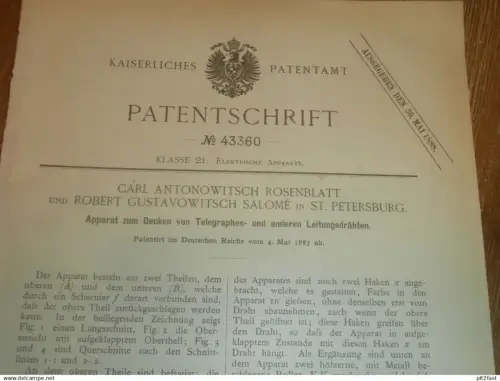 KAISERLICHES PATENTAMT
AUSGEGEBEN DEN 30. MAI 1888.
PATENTSCHRIFT
№ 43360
KLASSE 21: ELEKTRISCHE APPARATE.
CARL ANTONOWITSCH ROSENBLATT
UND ROBERT GUSTAVOWITSCH SALOMÉ IN ST. PETERSBURG.
Apparat zum Decken von Telegraphen- und anderen Leitungsdrähten.
Patentirt im Deutschen Reiche vom 4. Mai 1887 ab.
Der Apparat besteht aus zwei Theilen, dem
oberen (A) und dem unteren (B), welche
durch ein Scharnier f derart verbunden sind,
daß der obere Theil zurückgeschlagen werden
kann. In der beiliegenden Zeichnung zeigt
Fig. 1 einen Längsschnitt, Fig. 2 die Ober-
ansicht mit aufgeklapptem Obertheil; Fig. 3
und 4 sind Querschnitte nach den Schnitt-
linien 1-1 und 2-2.
An dem oberen Theile sind befestigt: die
des Apparates sind noch zwei Haken x ange-
bracht, welche es gestatten, Farbe in den
Apparat zu gießen, ohne denselben erst vom
Draht abzunehmen, auch wenn der obere
Theil geöffnet ist; diese Haken greifen über
den Draht, so daß der Apparat in aufge-
klapptem Zustande mit diesen Haken x am
Draht hängt. Als Ergänzung sind unten an
dem Apparat zwei hölzerne, mit Metall be-